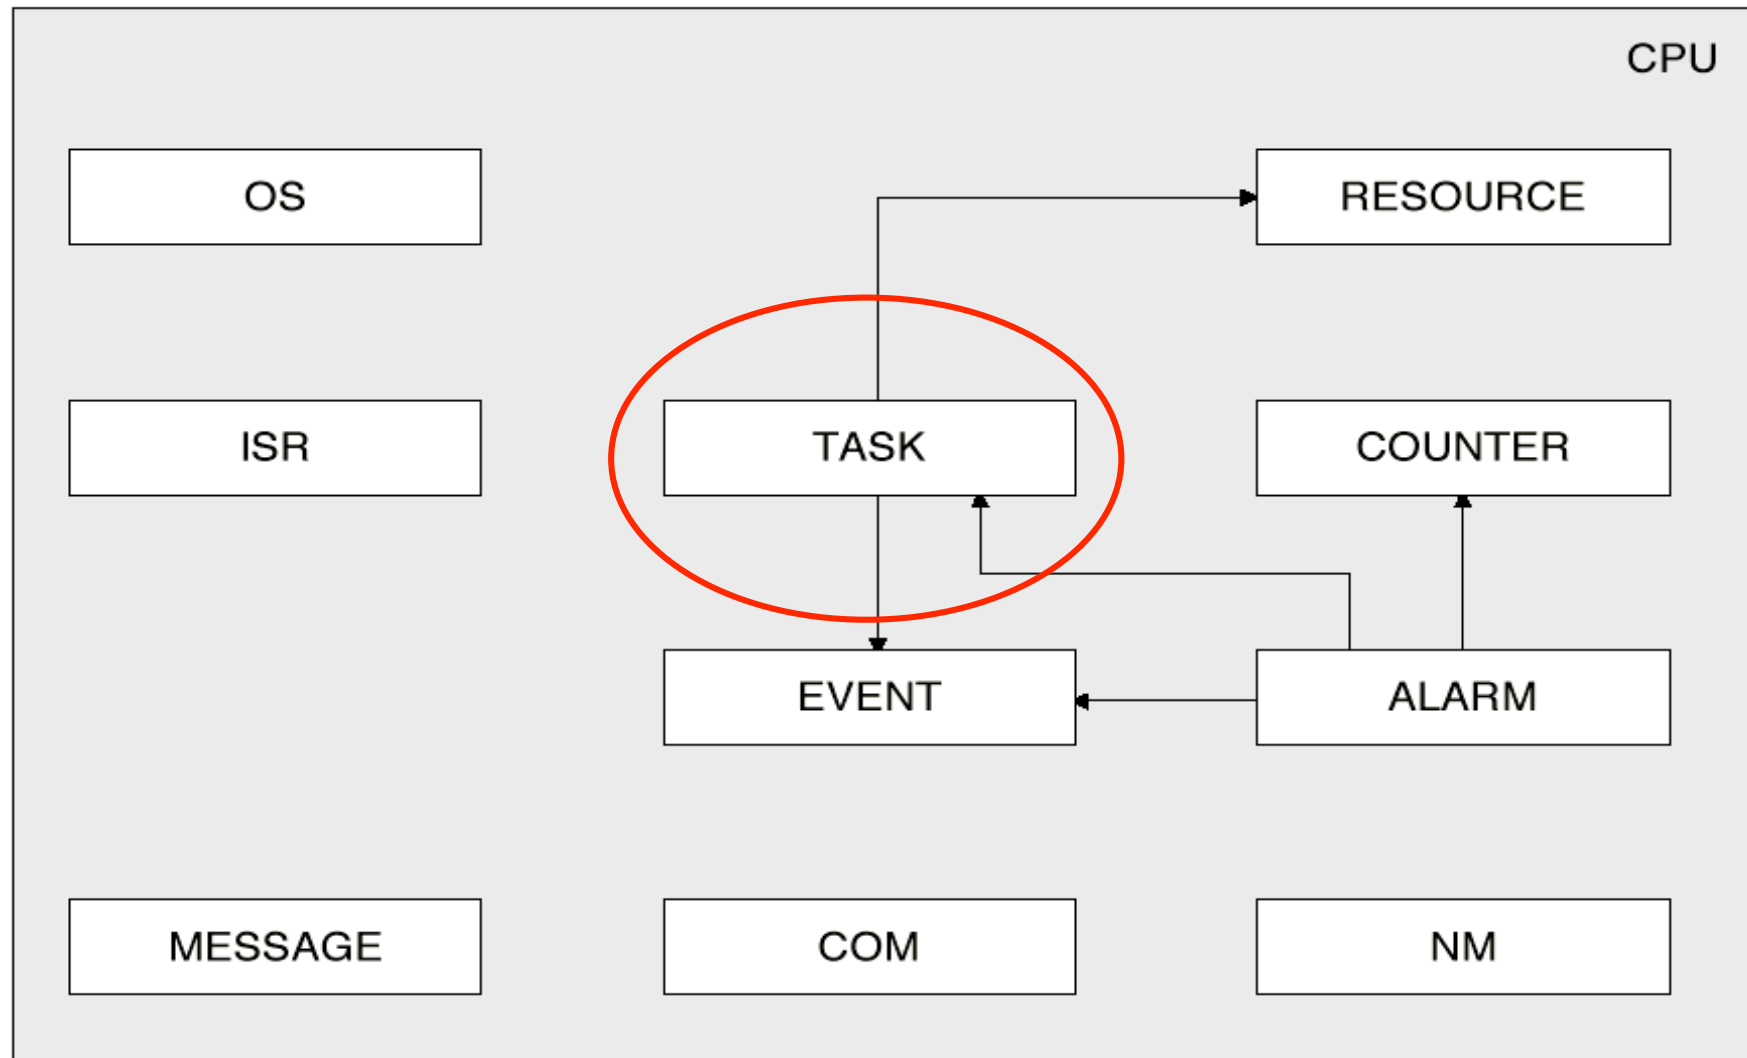 CPU
OS
RESOURCE
ISR
TASK
COUNTER
EVENT
ALARM
MESSAGE
COM
NM